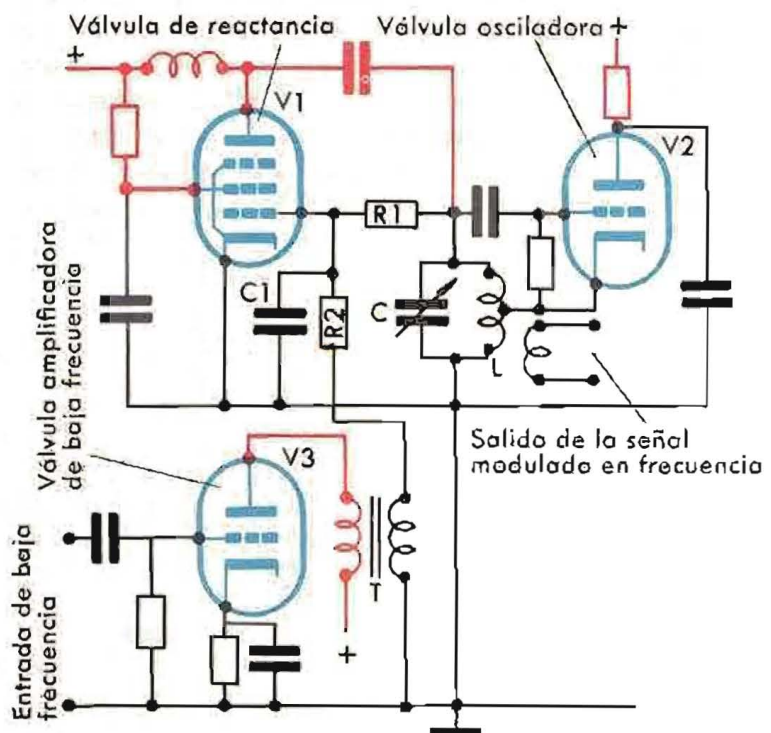 Válvula de reactancia
Válvula osciladora +
+
V1
V2
R1
C1
R2
C
L
Válvula amplificadora
de baja frecuencia
V3
Salida de la señal
modulada en frecuencia
T
+
Entrada de baja
frecuencia